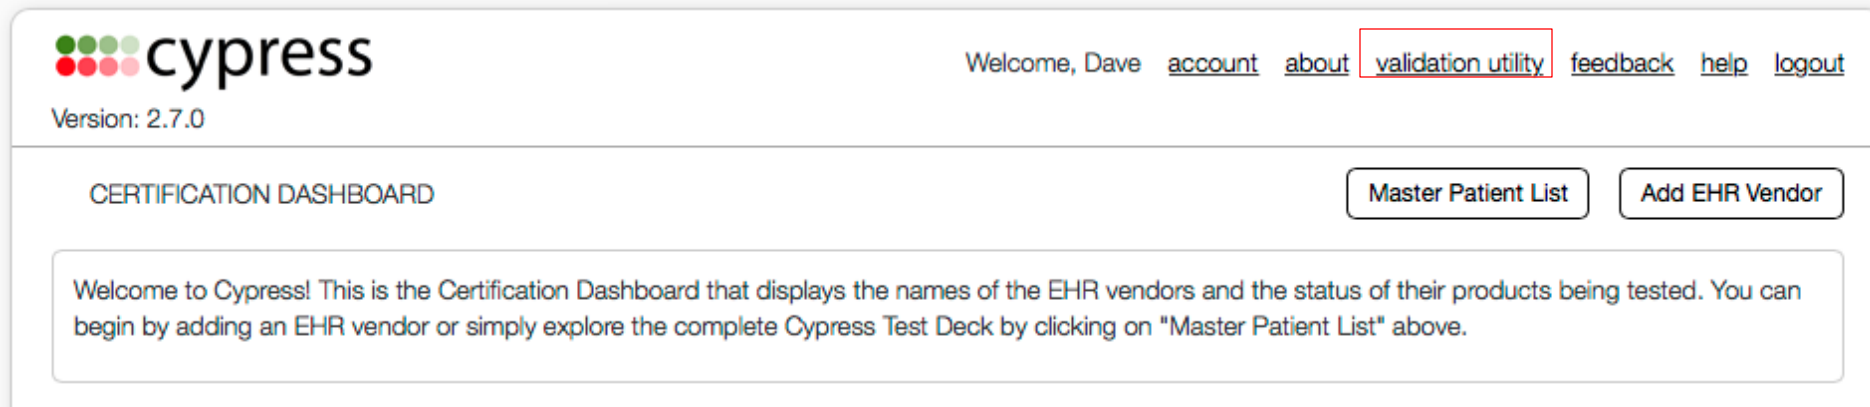 cypress
Welcome, Dave account about validation utility feedback help logout
Version: 2.7.0
CERTIFICATION DASHBOARD
Master Patient List
Add EHR Vendor
Welcome to Cypress! This is the Certification Dashboard that displays the names of the EHR vendors and the status of their products being tested. You can
begin by adding an EHR vendor or simply explore the complete Cypress Test Deck by clicking on "Master Patient List" above.